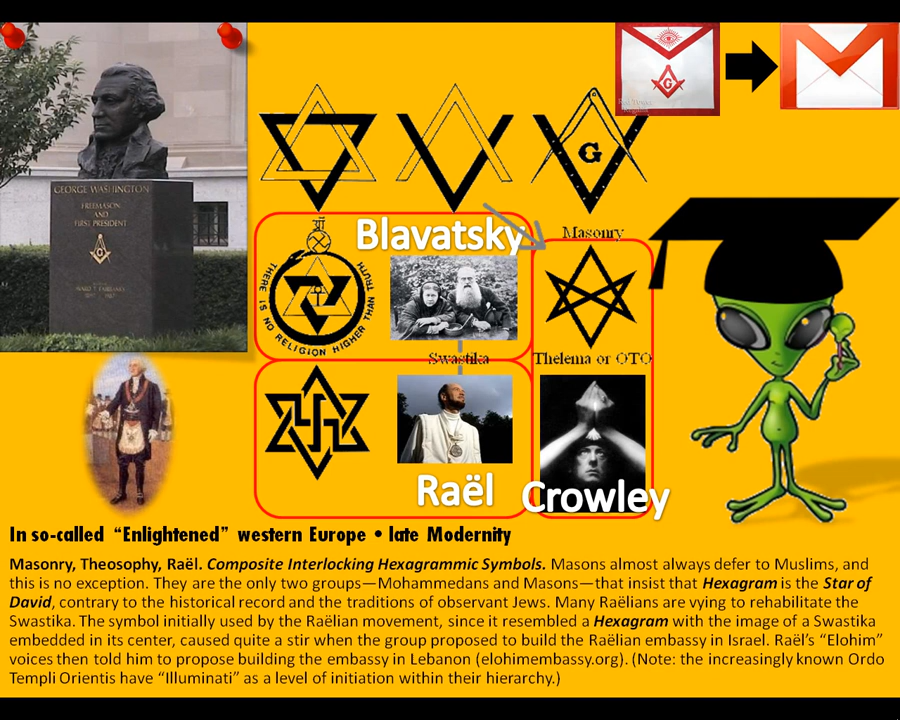 GEORGE WASHINGTON
FREEMASON
AND
FIRST PRESIDENT
G
G
Blavatsky
Masonry
THERE IS NO RELIGION HIGHER THAN TRUTH
Swastika
Thelema or OTO
Raël
Crowley
In so-called “Enlightened” western Europe • late Modernity
Masonry, Theosophy, Raël. Composite Interlocking Hexagrammic Symbols. Masons almost always defer to Muslims, and
this is no exception. They are the only two groups—Mohammedans and Masons—that insist that Hexagram is the Star of
David, contrary to the historical record and the traditions of observant Jews. Many Raëlians are vying to rehabilitate the
Swastika. The symbol initially used by the Raëlian movement, since it resembled a Hexagram with the image of a Swastika
embedded in its center, caused quite a stir when the group proposed to build the Raëlian embassy in Israel. Raël’s “Elohim”
voices then told him to propose building the embassy in Lebanon (elohimembassy.org). (Note: the increasingly known Ordo
Templi Orientis have “Illuminati” as a level of initiation within their hierarchy.)